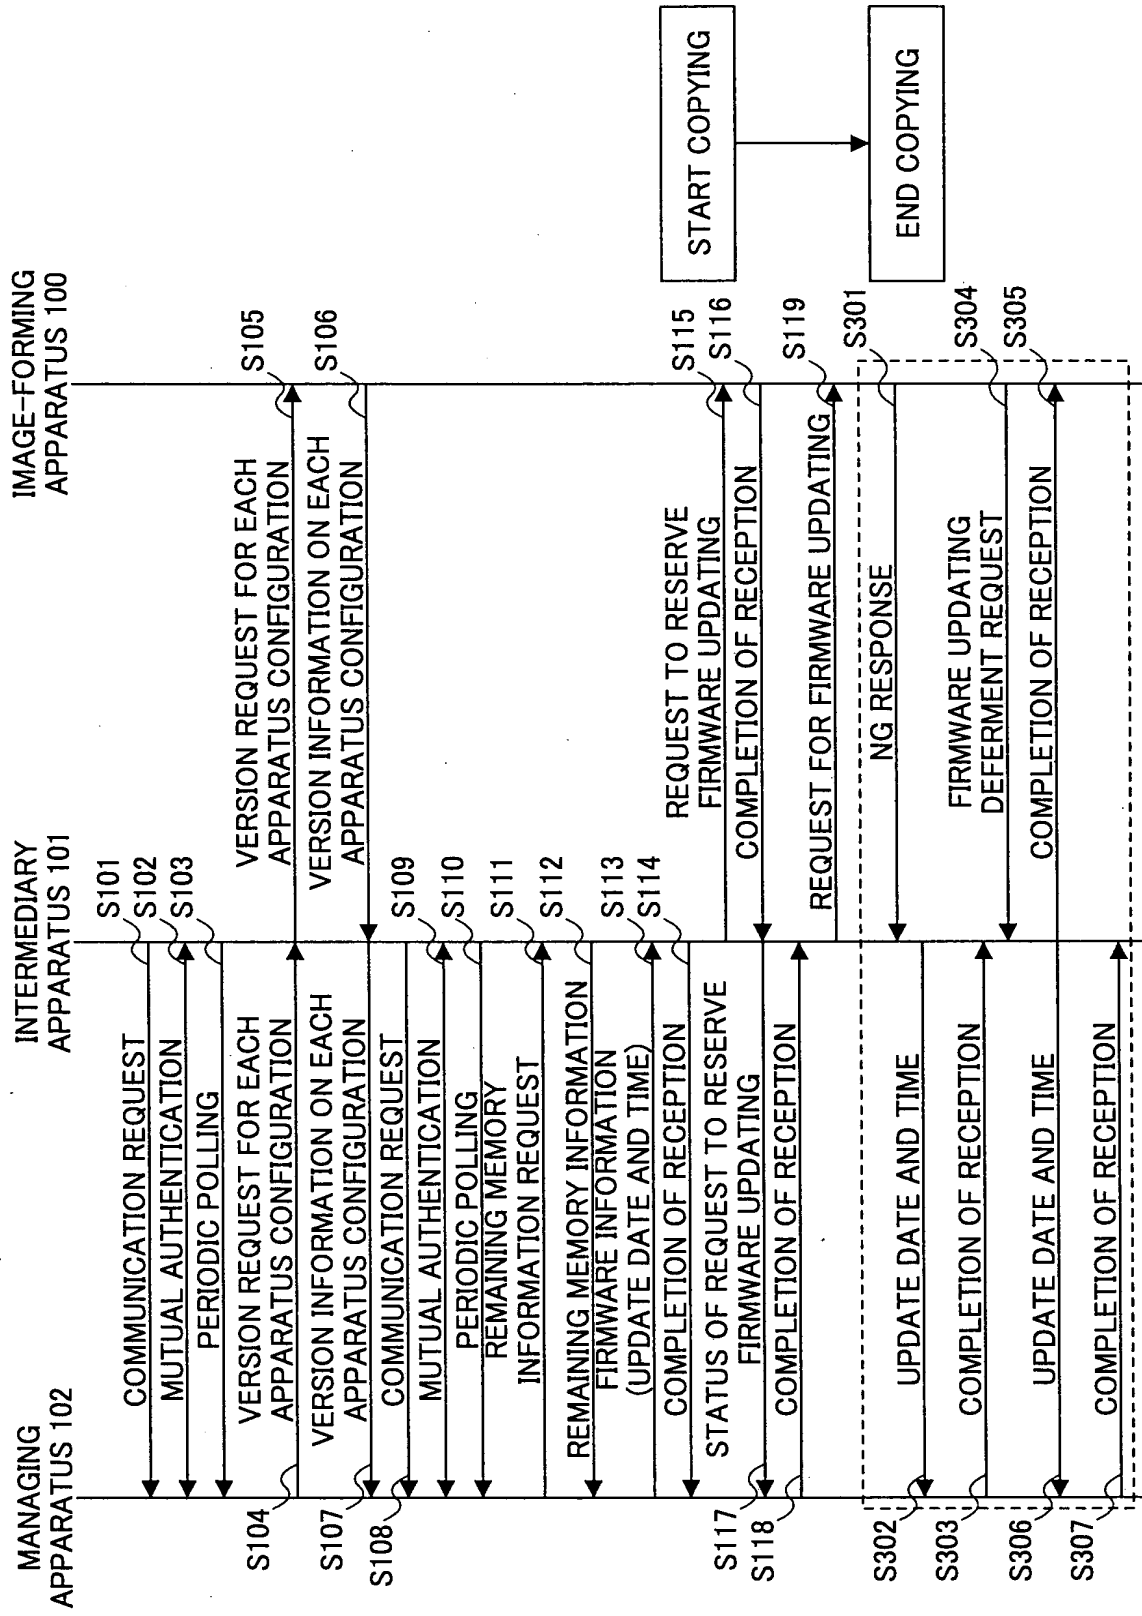 MANAGING
APPARATUS 102
INTERMEDIARY
APPARATUS 101
IMAGE-FORMING
APPARATUS 100
COMMUNICATION REQUEST
S101
MUTUAL AUTHENTICATION
S102
PERIODIC POLLING
S103
S104
VERSION REQUEST FOR EACH
APPARATUS CONFIGURATION
VERSION REQUEST FOR EACH
APPARATUS CONFIGURATION
S105
VERSION INFORMATION ON EACH
APPARATUS CONFIGURATION
S106
S107
VERSION INFORMATION ON EACH
APPARATUS CONFIGURATION
S108
COMMUNICATION REQUEST
S109
MUTUAL AUTHENTICATION
S110
PERIODIC POLLING
S111
REMAINING MEMORY
INFORMATION REQUEST
S112
REMAINING MEMORY INFORMATION
S113
FIRMWARE INFORMATION
(UPDATE DATE AND TIME)
S114
COMPLETION OF RECEPTION
REQUEST TO RESERVE
FIRMWARE UPDATING
S115
COMPLETION OF RECEPTION
S116
S117
STATUS OF REQUEST TO RESERVE
FIRMWARE UPDATING
S118
COMPLETION OF RECEPTION
REQUEST FOR FIRMWARE UPDATING
S119
START COPYING
END COPYING
NG RESPONSE
S301
S302
UPDATE DATE AND TIME
S303
COMPLETION OF RECEPTION
FIRMWARE UPDATING
DEFERMENT REQUEST
S304
COMPLETION OF RECEPTION
S305
S306
UPDATE DATE AND TIME
S307
COMPLETION OF RECEPTION